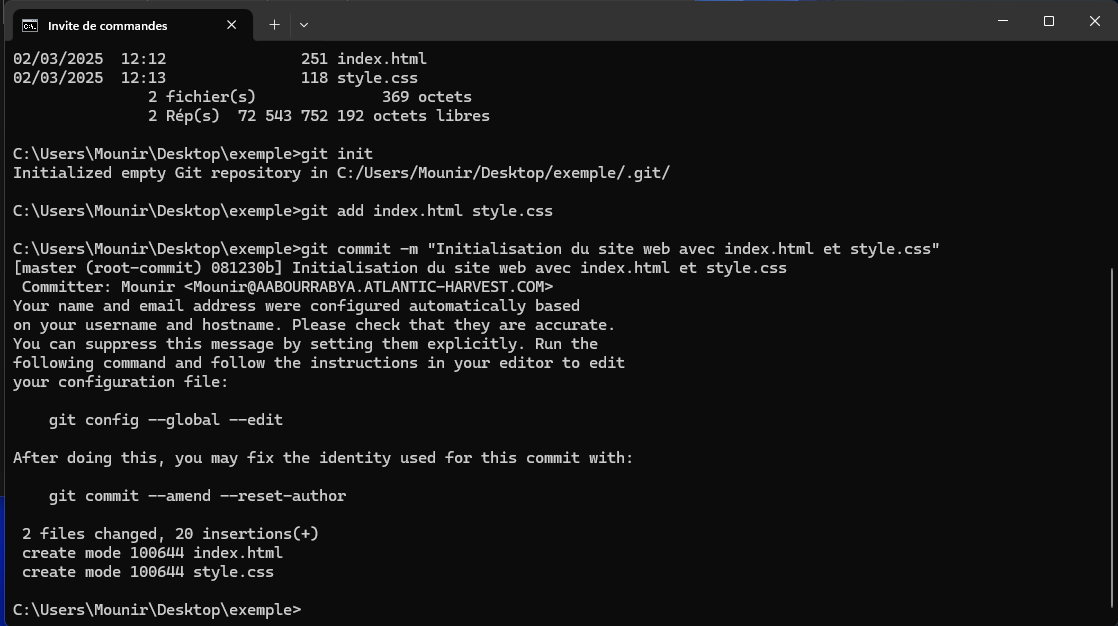 Invite de commandes
02/03/2025  12:12               251 index.html
02/03/2025  12:13               118 style.css
               2 fichier(s)              369 octets
               2 Rép(s)  72 543 752 192 octets libres
C:\Users\Mounir\Desktop\exemple>git init
Initialized empty Git repository in C:/Users/Mounir/Desktop/exemple/.git/
C:\Users\Mounir\Desktop\exemple>git add index.html style.css
C:\Users\Mounir\Desktop\exemple>git commit -m "Initialisation du site web avec index.html et style.css"
[master (root-commit) 081230b] Initialisation du site web avec index.html et style.css
 Committer: Mounir <Mounir@AABOURRABYA.ATLANTIC-HARVEST.COM>
Your name and email address were configured automatically based
on your username and hostname. Please check that they are accurate.
You can suppress this message by setting them explicitly. Run the
following command and follow the instructions in your editor to edit
your configuration file:
    git config --global --edit
After doing this, you may fix the identity used for this commit with:
    git commit --amend --reset-author
 2 files changed, 20 insertions(+)
 create mode 100644 index.html
 create mode 100644 style.css
C:\Users\Mounir\Desktop\exemple>